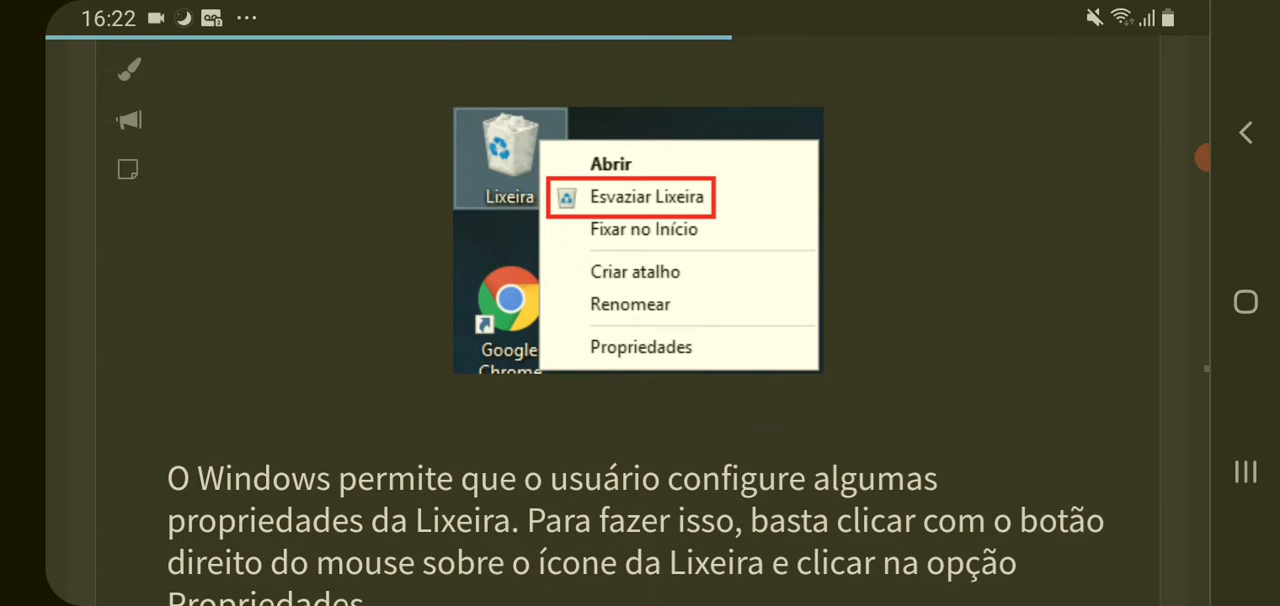 16:22
Abrir
Lixeira
Esvaziar Lixeira
Fixar no Início
Criar atalho
Renomear
Google
Chrome
Propriedades
O Windows permite que o usuário configure algumas
propriedades da Lixeira. Para fazer isso, basta clicar com o botão
direito do mouse sobre o ícone da Lixeira e clicar na opção
Propriedades